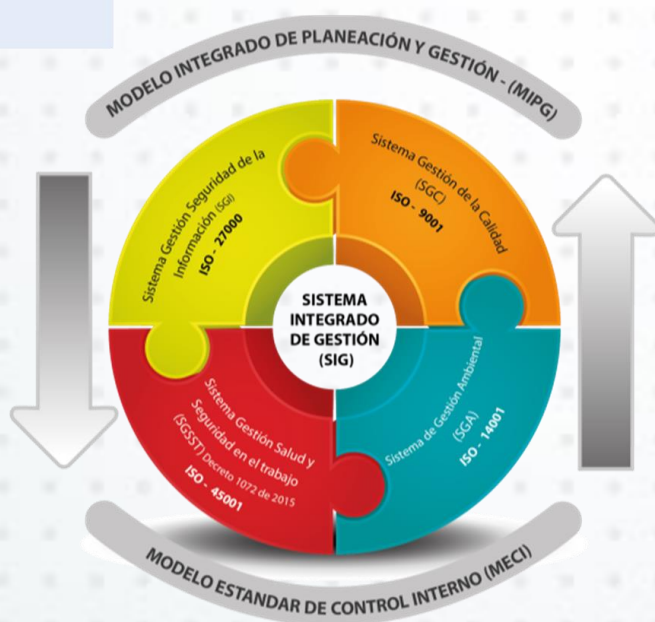 MODELO INTEGRADO DE PLANEACIÓN Y GESTIÓN - (MIPG)
Sistema Gestión Seguridad de la
Información (SGI)
ISO - 27000
Sistema Gestión de la Calidad
(SGC)
ISO - 9001
SISTEMA
INTEGRADO
DE GESTIÓN
(SIG)
Sistema Gestión Salud y
Seguridad en el trabajo
(SGSST) Decreto 1072 de 2015
ISO - 45001
Sistema de Gestión Ambiental
(SGA)
ISO - 14001
MODELO ESTANDAR DE CONTROL INTERNO (MECI)